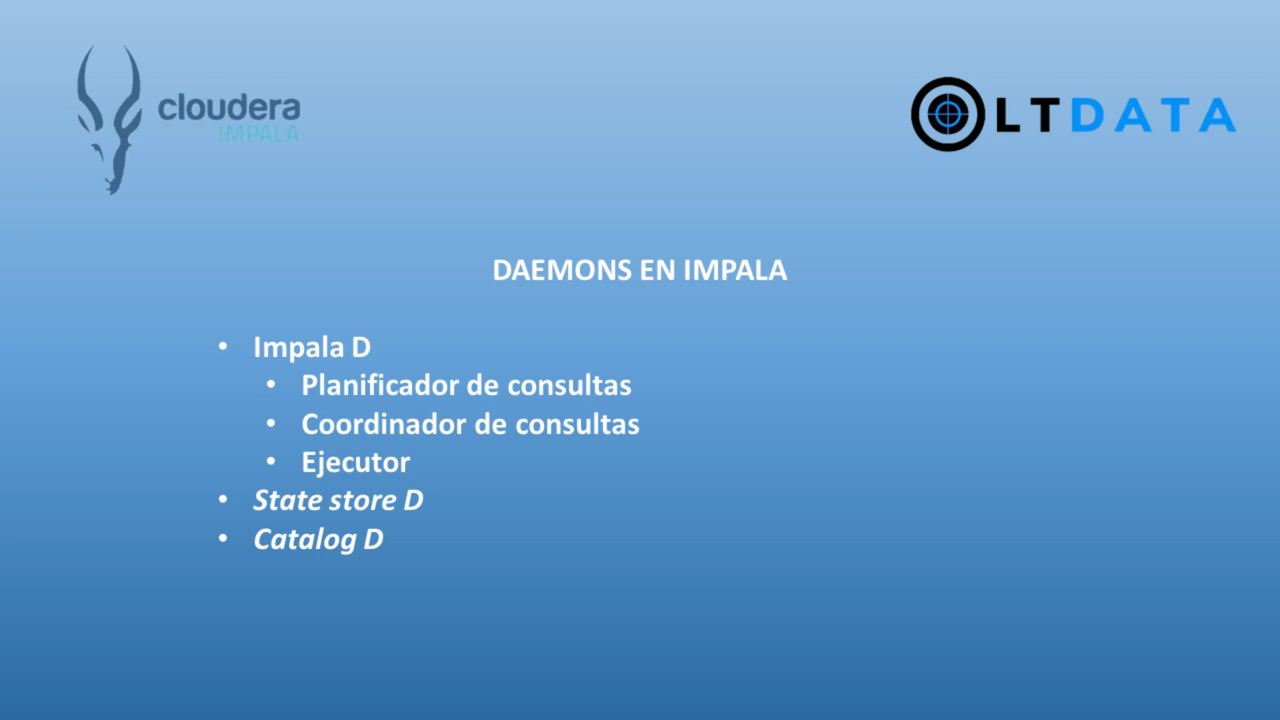 cloudera
IMPALA
LTDATA
DAEMONS EN IMPALA
• Impala D
• Planificador de consultas
• Coordinador de consultas
• Ejecutor
• State store D
• Catalog D